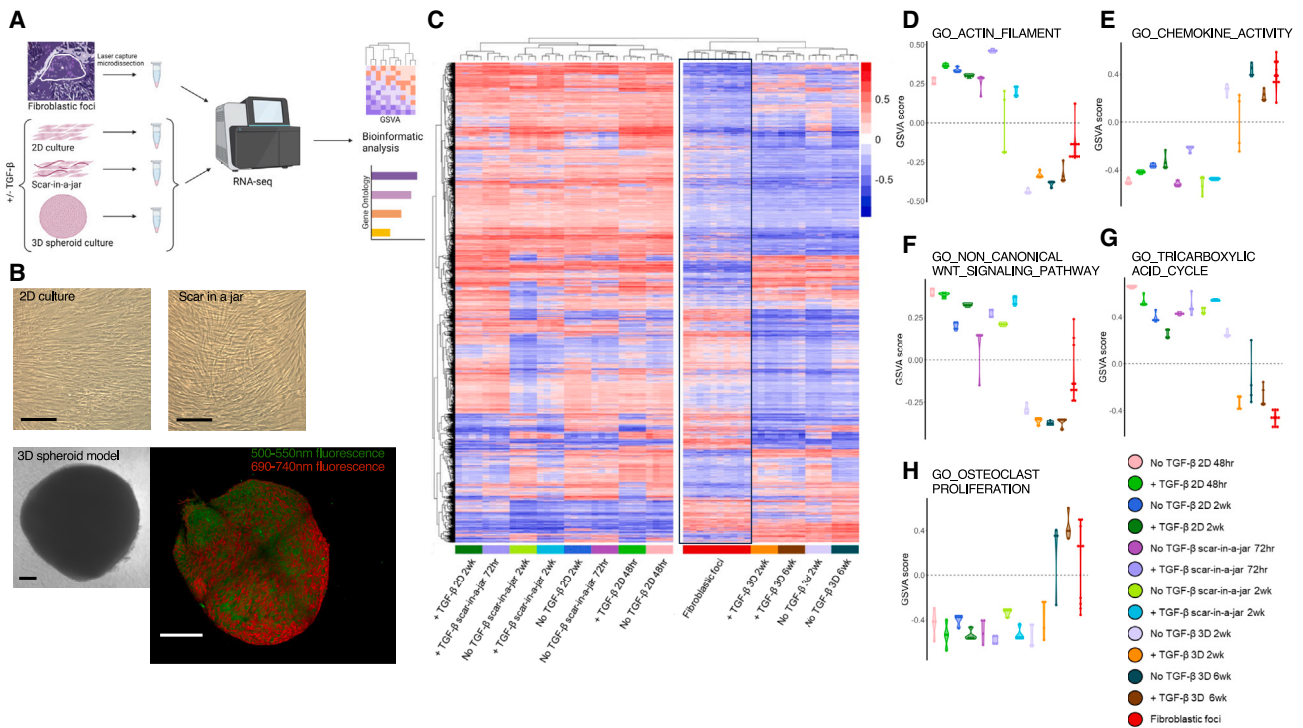 A
Laser capture
microdissection
Fibroblastic foci
2D culture
Scar-in-a-jar
3D spheroid culture
+/- TGF-β
RNA-seq
GSVA
Bioinformatic
analysis
Gene Ontology
B
2D culture
Scar in a jar
3D spheroid model
500-550nm fluorescence
690-740nm fluorescence
C
0.5
0
-0.5
+ TGF-β 2D 2wk
+ TGF-β scar-in-a-jar 72hr
No TGF-β scar-in-a-jar 2wk
+ TGF-β scar-in-a-jar 2wk
No TGF-β 2D 2wk
No TGF-β scar-in-a-jar 72hr
+ TGF-β 2D 48hr
No TGF-β 2D 48hr
Fibroblastic foci
+ TGF-β 3D 2wk
+ TGF-β 3D 6wk
No TGF-β 3D 2wk
No TGF-β 3D 6wk
D
GO_ACTIN_FILAMENT
GSVA score
0.50
0.25
0.00
-0.25
-0.50
E
GO_CHEMOKINE_ACTIVITY
GSVA score
0.4
0.0
-0.4
F
GO_NON_CANONICAL
WNT_SIGNALING_PATHWAY
GSVA score
0.25
0.00
-0.25
G
GO_TRICARBOXYLIC
ACID_CYCLE
GSVA score
0.4
0.0
-0.4
H
GO_OSTEOCLAST
PROLIFERATION
GSVA score
0.4
0.0
-0.4
No TGF-β 2D 48hr
+ TGF-β 2D 48hr
No TGF-β 2D 2wk
+ TGF-β 2D 2wk
No TGF-β scar-in-a-jar 72hr
+ TGF-β scar-in-a-jar 72hr
No TGF-β scar-in-a-jar 2wk
+ TGF-β scar-in-a-jar 2wk
No TGF-β 3D 2wk
+ TGF-β 3D 2wk
No TGF-β 3D 6wk
+ TGF-β 3D 6wk
Fibroblastic foci